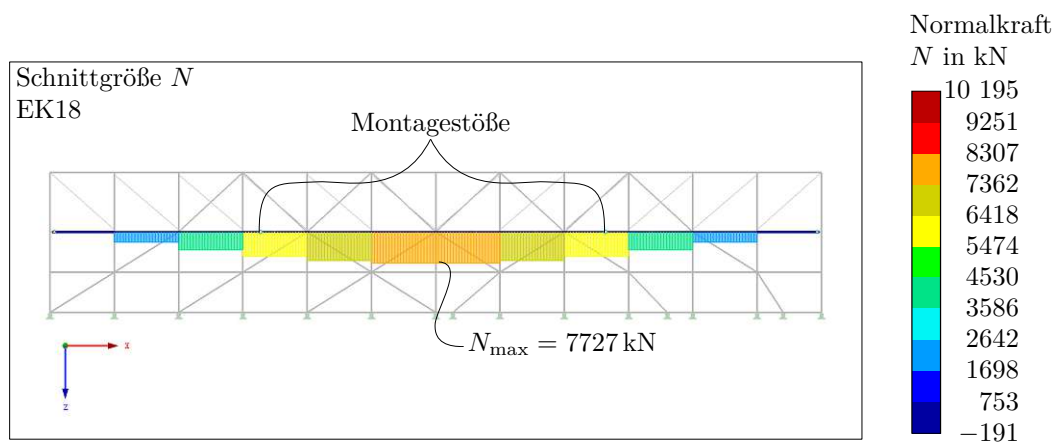 Normalkraft
N in kN
Schnittgröße N
EK18
Montagestöße
10 195
9251
8307
7362
6418
5474
4530
3586
2642
1698
753
−191
N_max = 7727 kN
x
z